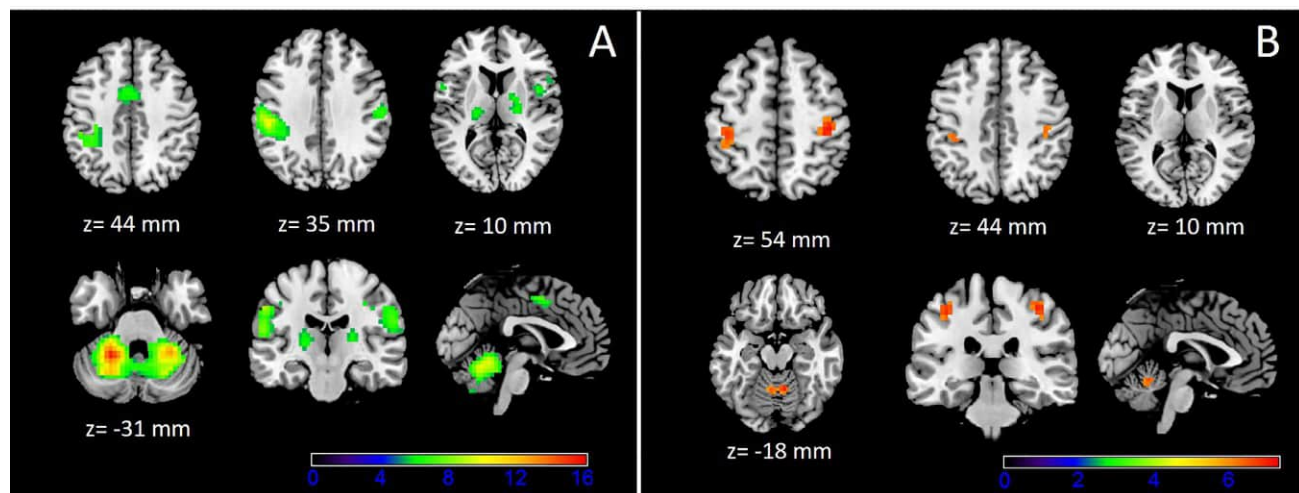 A
z= 44 mm
z= 35 mm
z= 10 mm
z= -31 mm
0 4 8 12 16
B
z= 54 mm
z= 44 mm
z= 10 mm
z= -18 mm
0 2 4 6